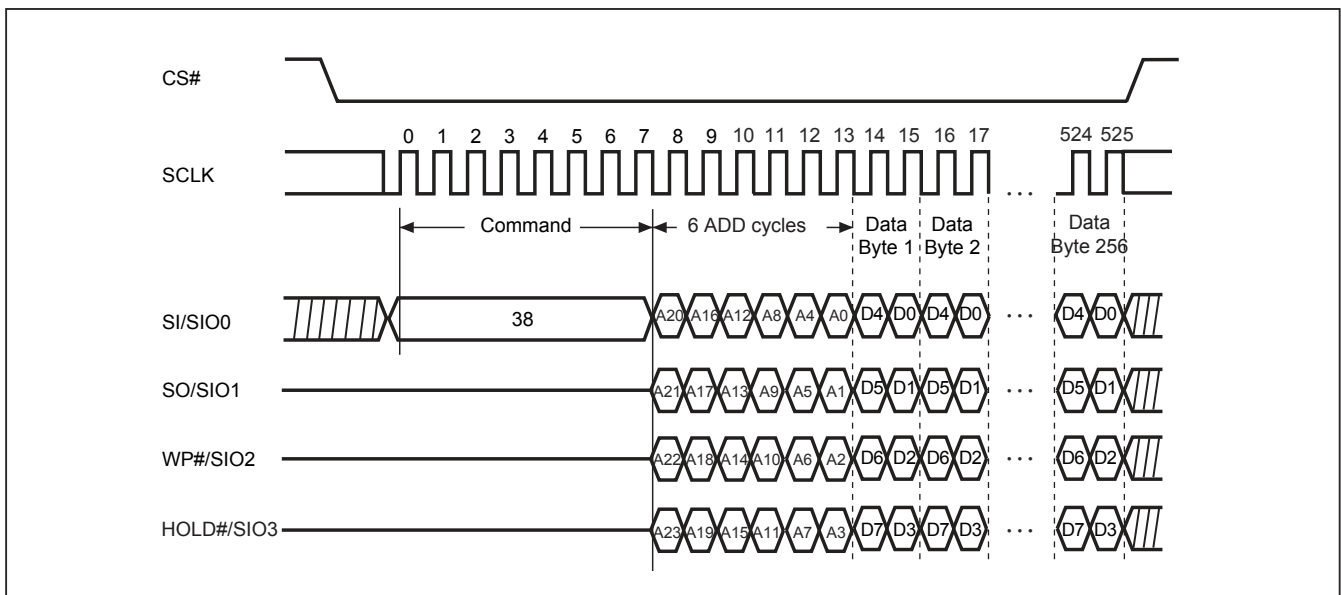 CS#
0 1 2 3 4 5 6 7 8 9 10 11 12 13 14 15 16 17 524 525
SCLK
...
Command 6 ADD cycles Data Byte 1 Data Byte 2 Data Byte 256
SI/SIO0 38 A20 A16 A12 A8 A4 A0 D4 D0 D4 D0 ... D4 D0
SO/SIO1 A21 A17 A13 A9 A5 A1 D5 D1 D5 D1 ... D5 D1
WP#/SIO2 A22 A18 A14 A10 A6 A2 D6 D2 D6 D2 ... D6 D2
HOLD#/SIO3 A23 A19 A15 A11 A7 A3 D7 D3 D7 D3 ... D7 D3